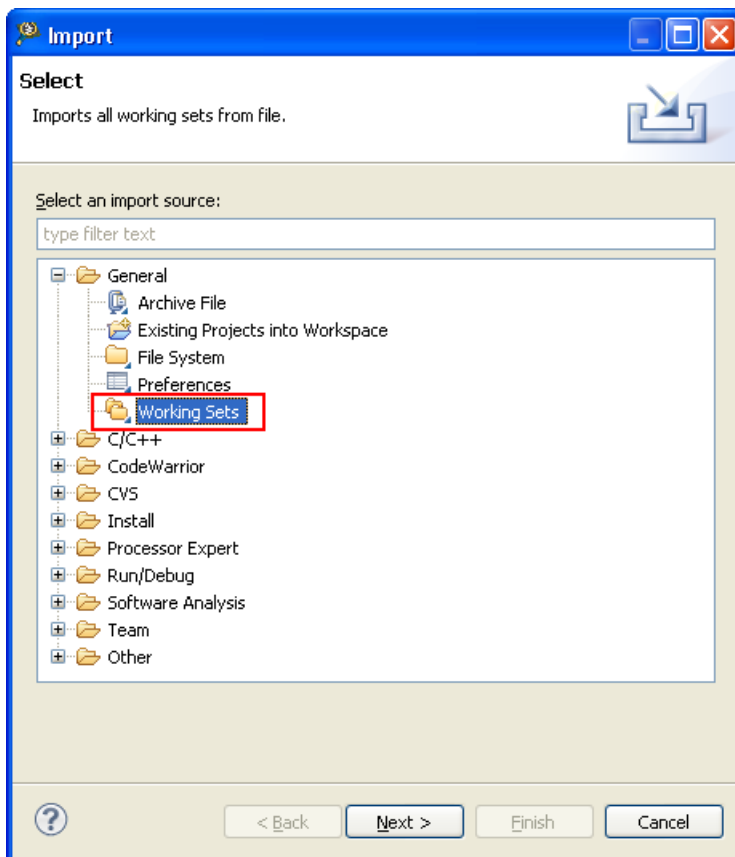 Import
Select
Imports all working sets from file.
Select an import source:
type filter text
General
Archive File
Existing Projects into Workspace
File System
Preferences
Working Sets
C/C++
CodeWarrior
CVS
Install
Processor Expert
Run/Debug
Software Analysis
Team
Other
? < Back Next > Finish Cancel